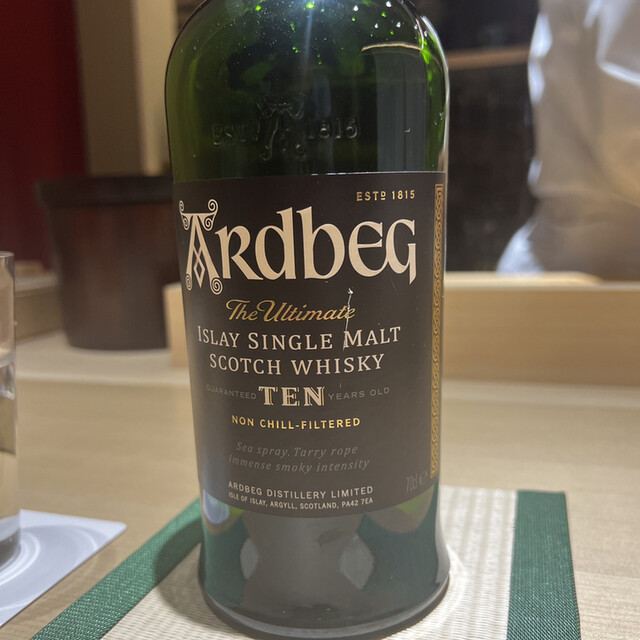 ESTD 1815
ESTD 1815
ARDBEG
The Ultimate
ISLAY SINGLE MALT
SCOTCH WHISKY
GUARANTEED TEN YEARS OLD
NON CHILL-FILTERED
Sea spray. Tarry rope
immense smoky intensity
ARDBEG DISTILLERY LIMITED
ISLE OF ISLAY, ARGYLL, SCOTLAND, PA42 7EA
70cl e